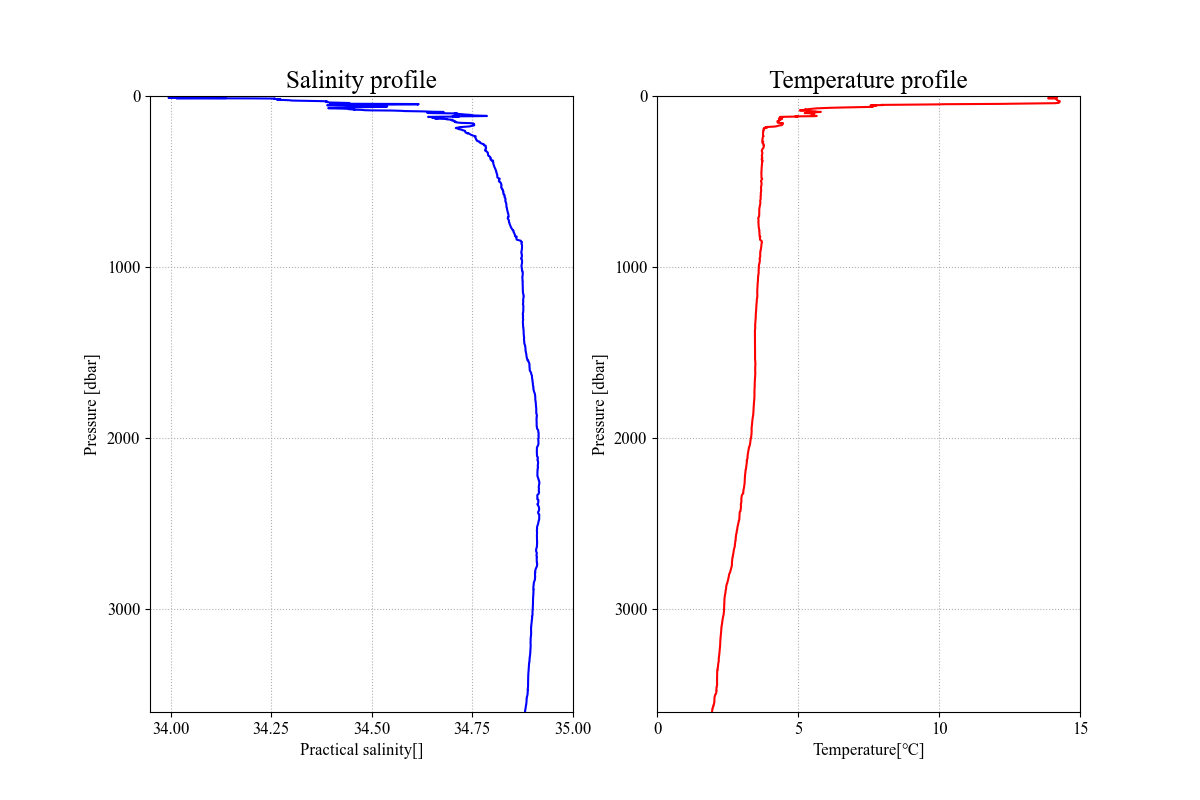 Salinity profile
0
1000
2000
3000
Pressure [dbar]
34.00 34.25 34.50 34.75 35.00
Practical salinity[]
Temperature profile
0
1000
2000
3000
Pressure [dbar]
0 5 10 15
Temperature[℃]